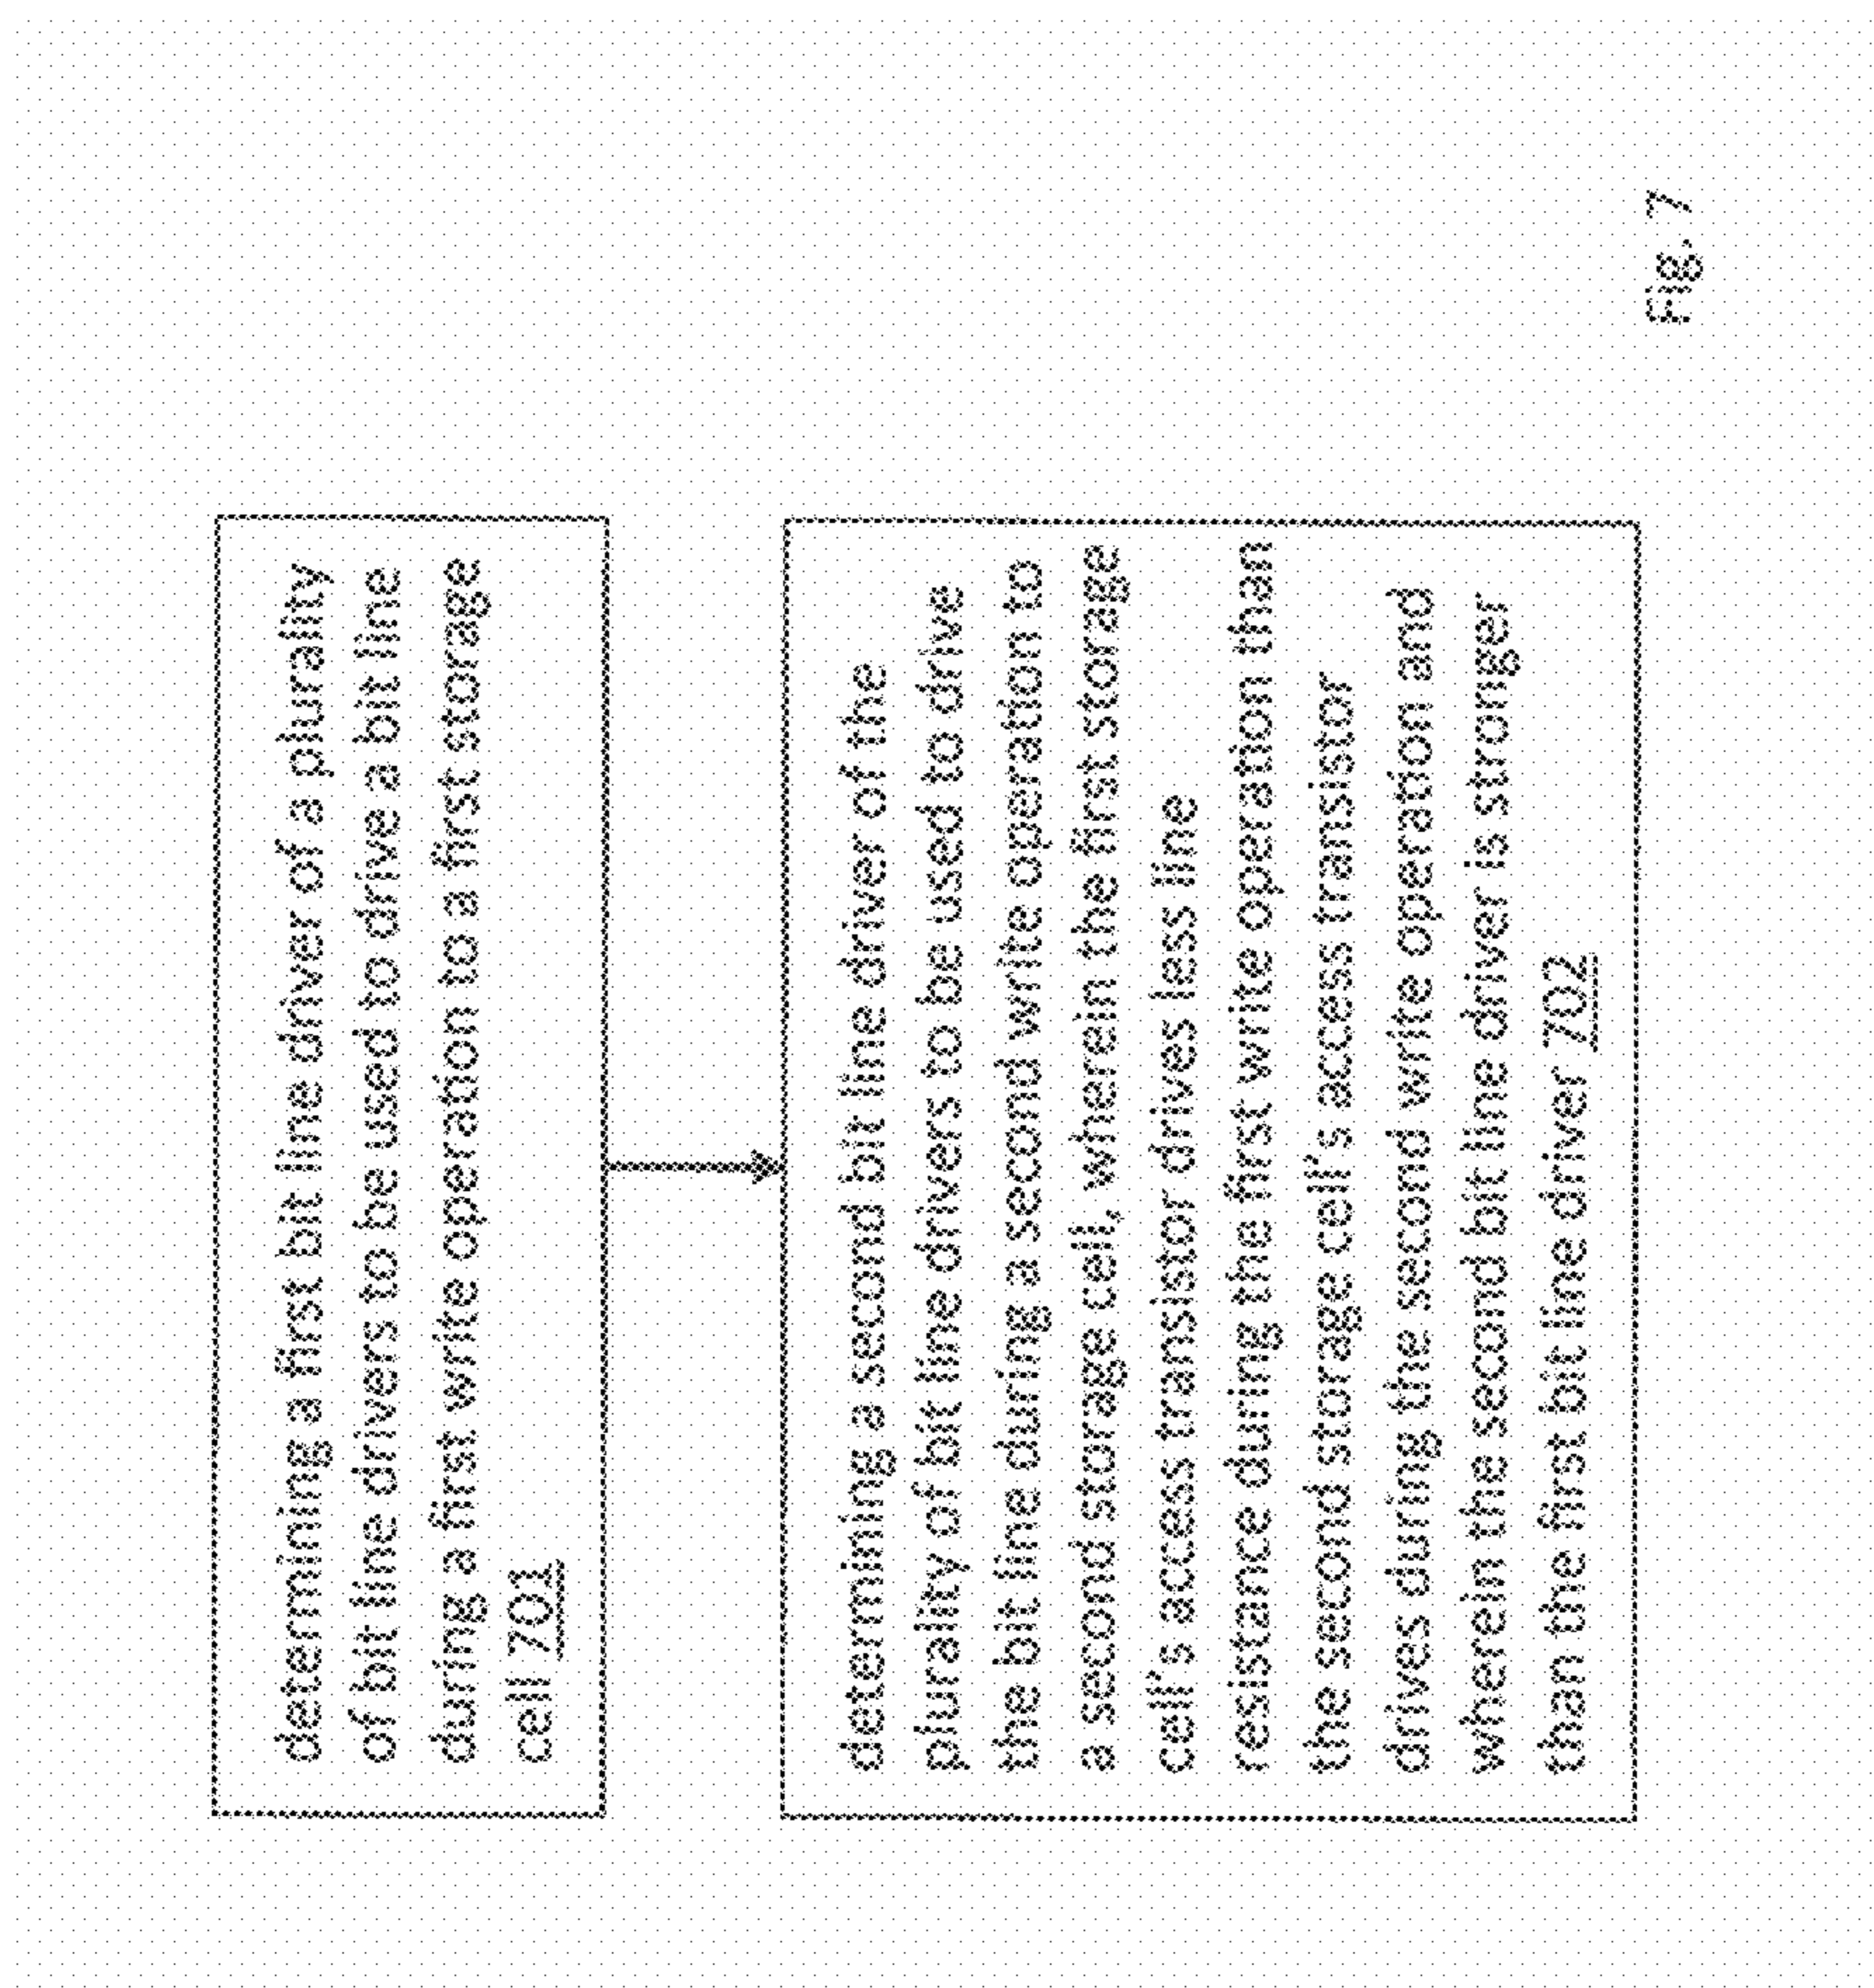 determining a first bit line driver of a plurality
of bit line drivers to be used to drive a bit line
during a first write operation to a first storage
cell 701
determining a second bit line driver of the
plurality of bit line drivers to be used to drive
the bit line during a second write operation to
a second storage cell, wherein the first storage
cell's access transistor drives less line
resistance during the first write operation than
the second storage cell's access transistor
drives during the second write operation and
wherein the second bit line driver is stronger
than the first bit line driver 702
Fig. 7